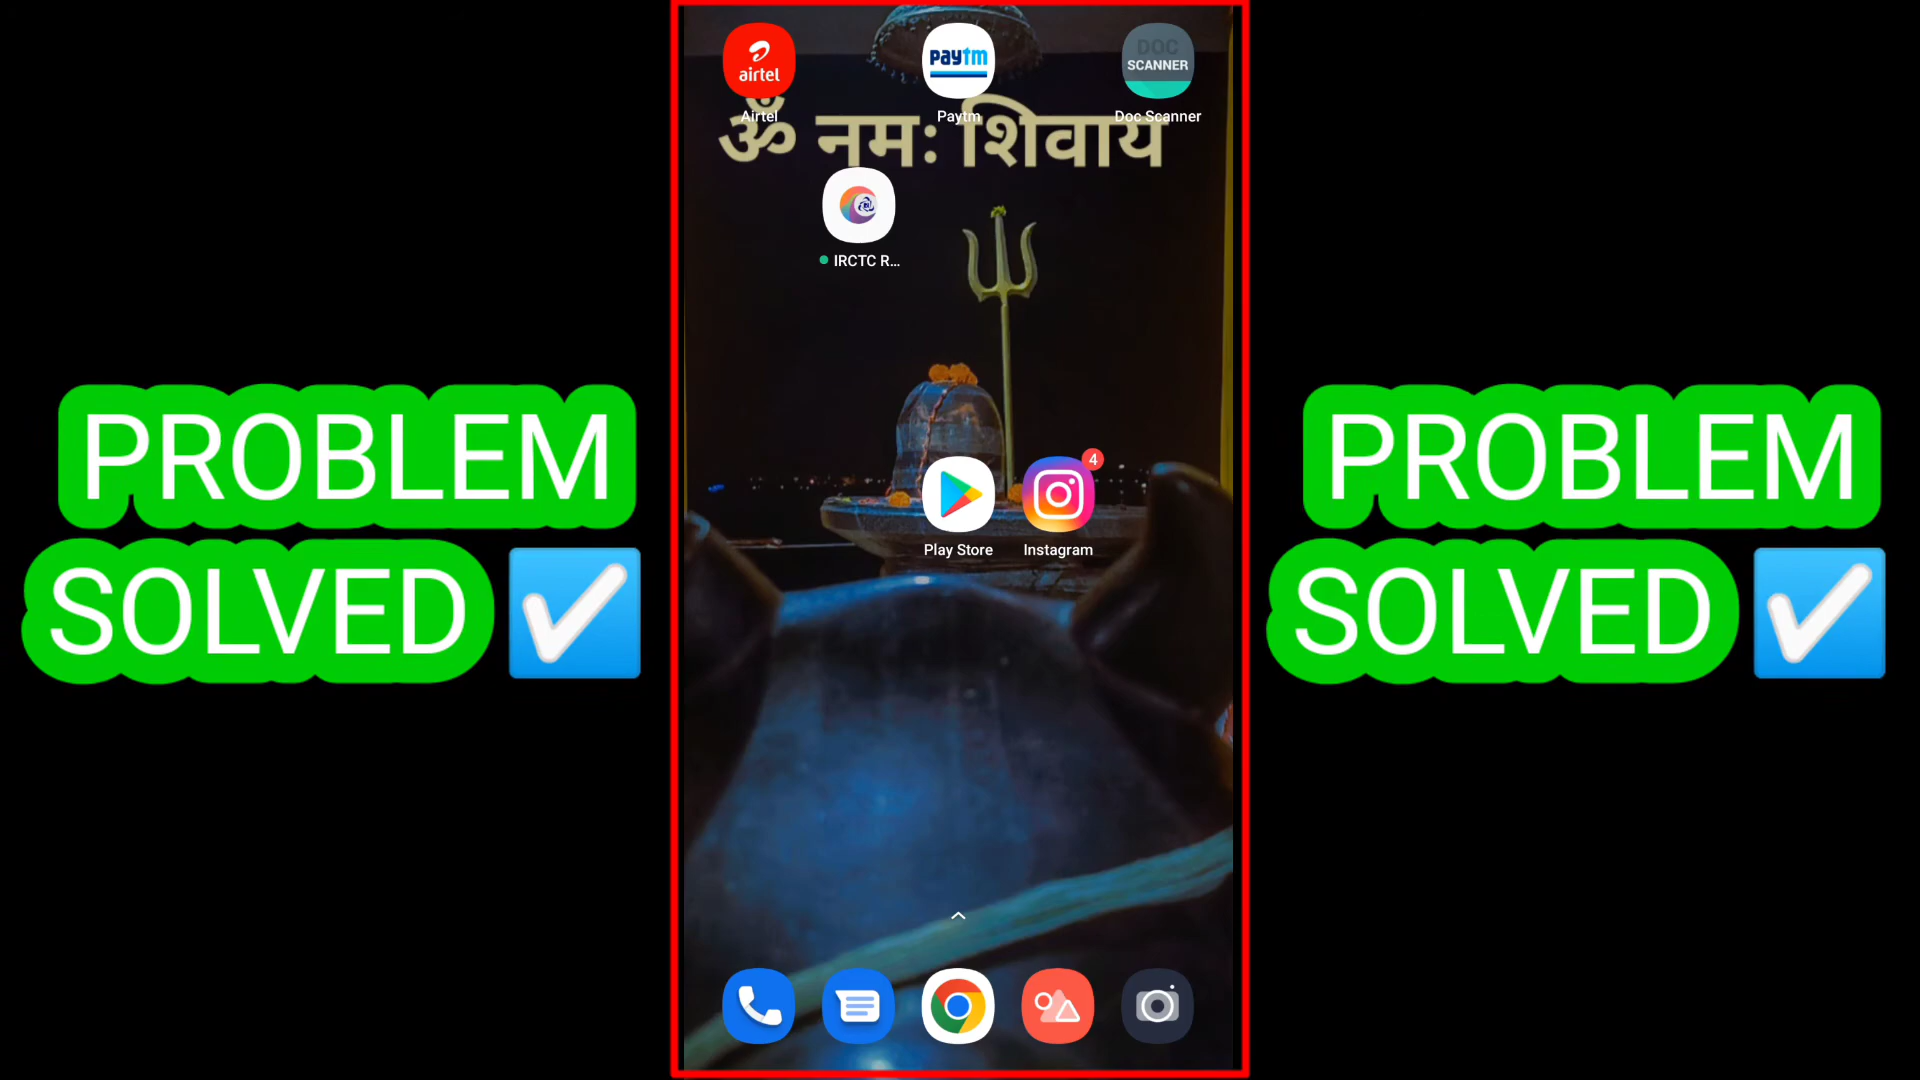 airtel
paytm
DOC
SCANNER
Airtel
Paytm
Doc Scanner
ॐ नमः शिवाय
IRCTC R...
PROBLEM
SOLVED ✅
4
Play Store
Instagram
PROBLEM
SOLVED ✅